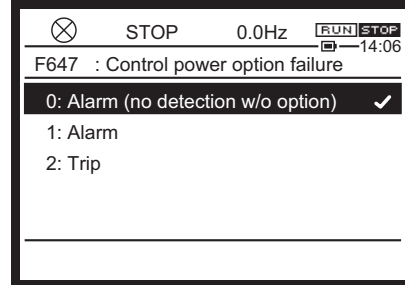 STOP 0.0Hz RUN STOP
14:06
F647 : Control power option failure
0: Alarm (no detection w/o option)
1: Alarm
2: Trip